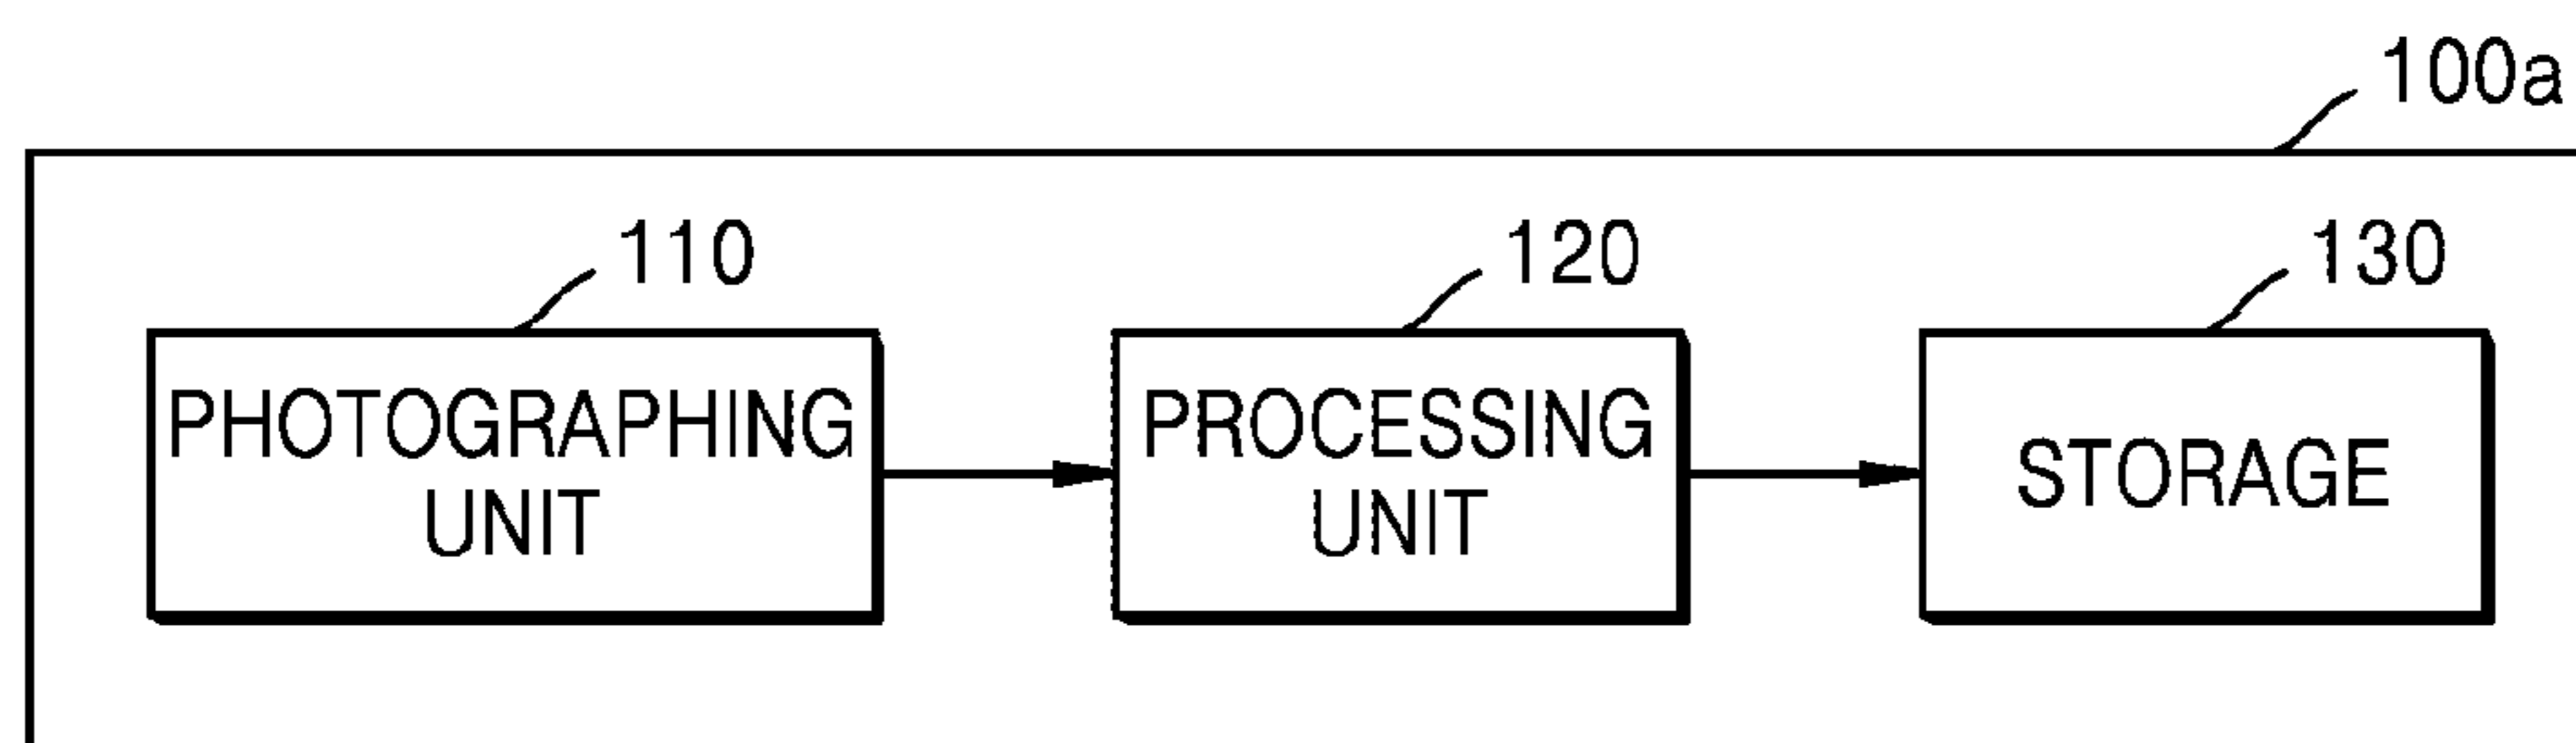 100a
110
120
130
PHOTOGRAPHING
UNIT
PROCESSING
UNIT
STORAGE